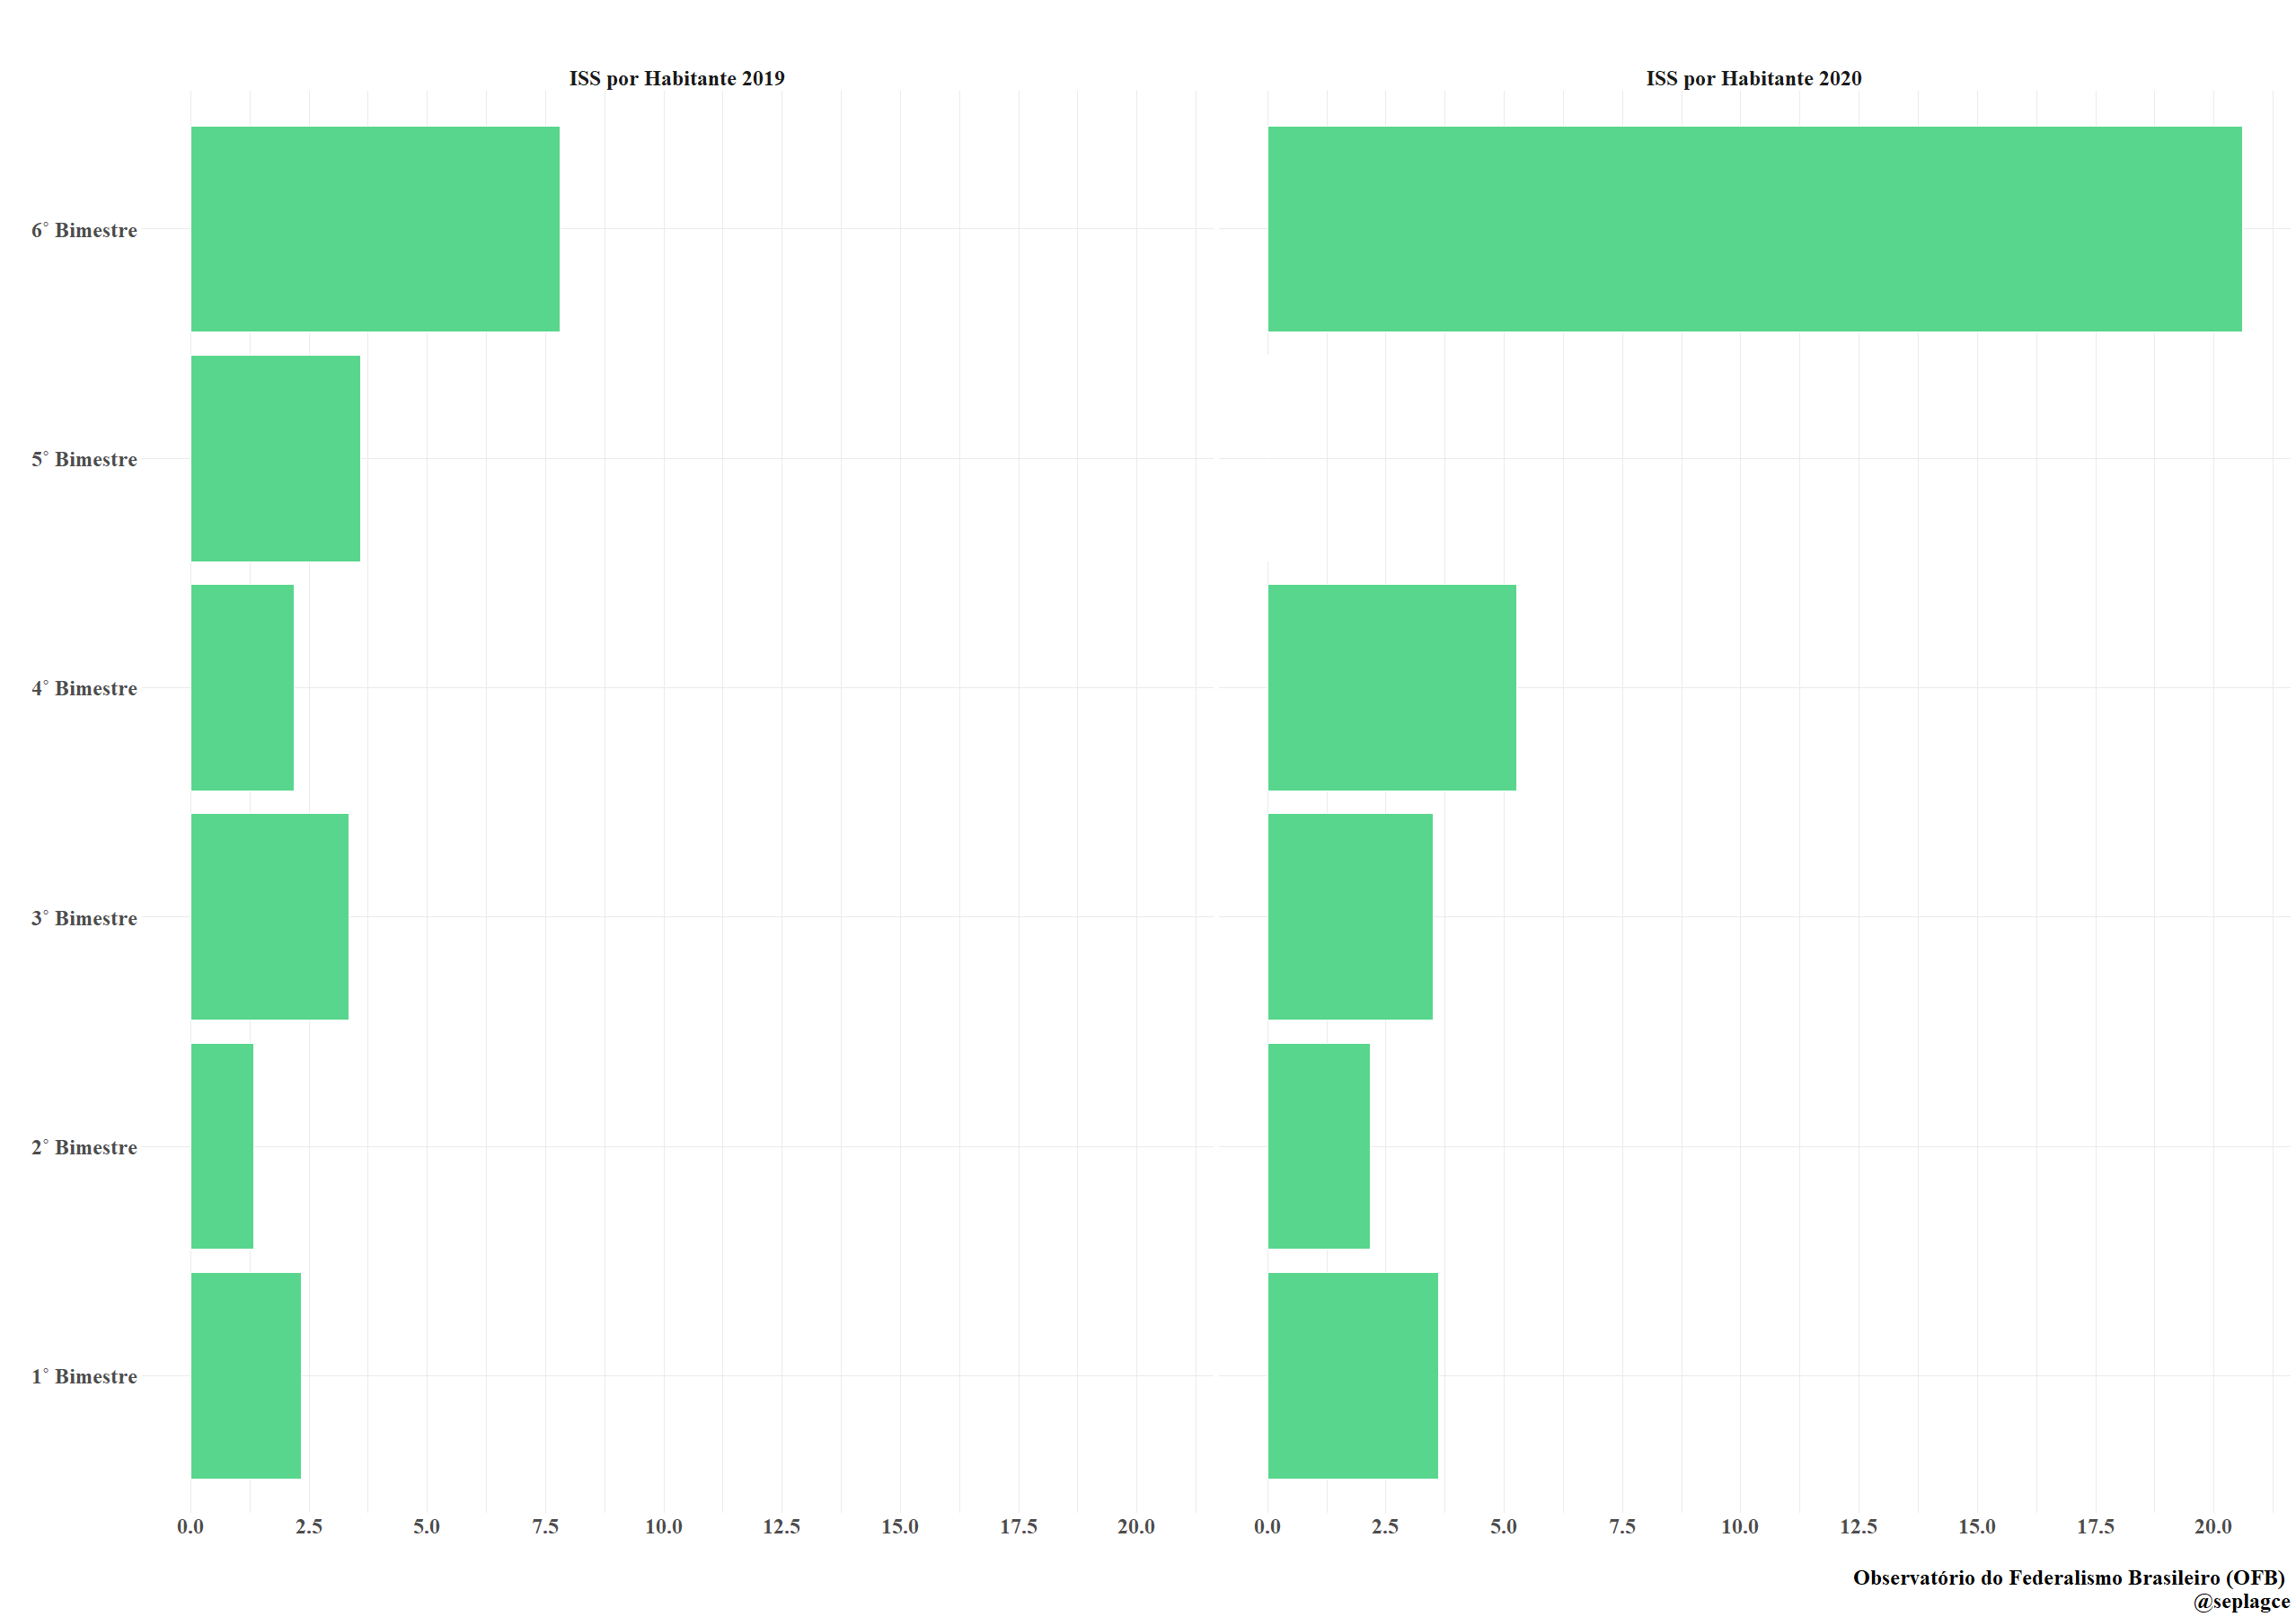 ISS por Habitante 2019
ISS por Habitante 2020
6° Bimestre
5° Bimestre
4° Bimestre
3° Bimestre
2° Bimestre
1° Bimestre
0.0 2.5 5.0 7.5 10.0 12.5 15.0 17.5 20.0
0.0 2.5 5.0 7.5 10.0 12.5 15.0 17.5 20.0
Observatório do Federalismo Brasileiro (OFB)
@seplagce